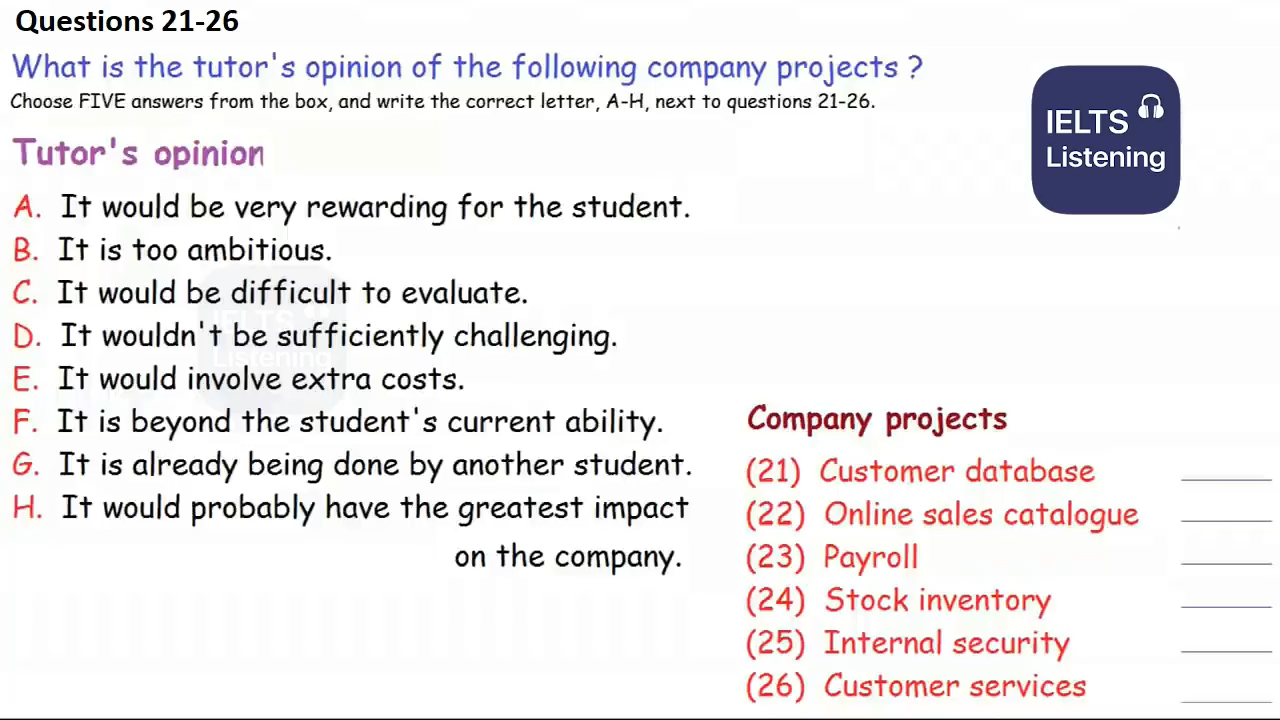 Questions 21-26
What is the tutor's opinion of the following company projects ?
Choose FIVE answers from the box, and write the correct letter, A-H, next to questions 21-26.
IELTS
Listening
Tutor's opinion
A. It would be very rewarding for the student.
B. It is too ambitious.
C. It would be difficult to evaluate.
D. It wouldn't be sufficiently challenging.
E. It would involve extra costs.
F. It is beyond the student's current ability.
G. It is already being done by another student.
H. It would probably have the greatest impact
on the company.
IELTS
Listening
Company projects
(21) Customer database
(22) Online sales catalogue
(23) Payroll
(24) Stock inventory
(25) Internal security
(26) Customer services